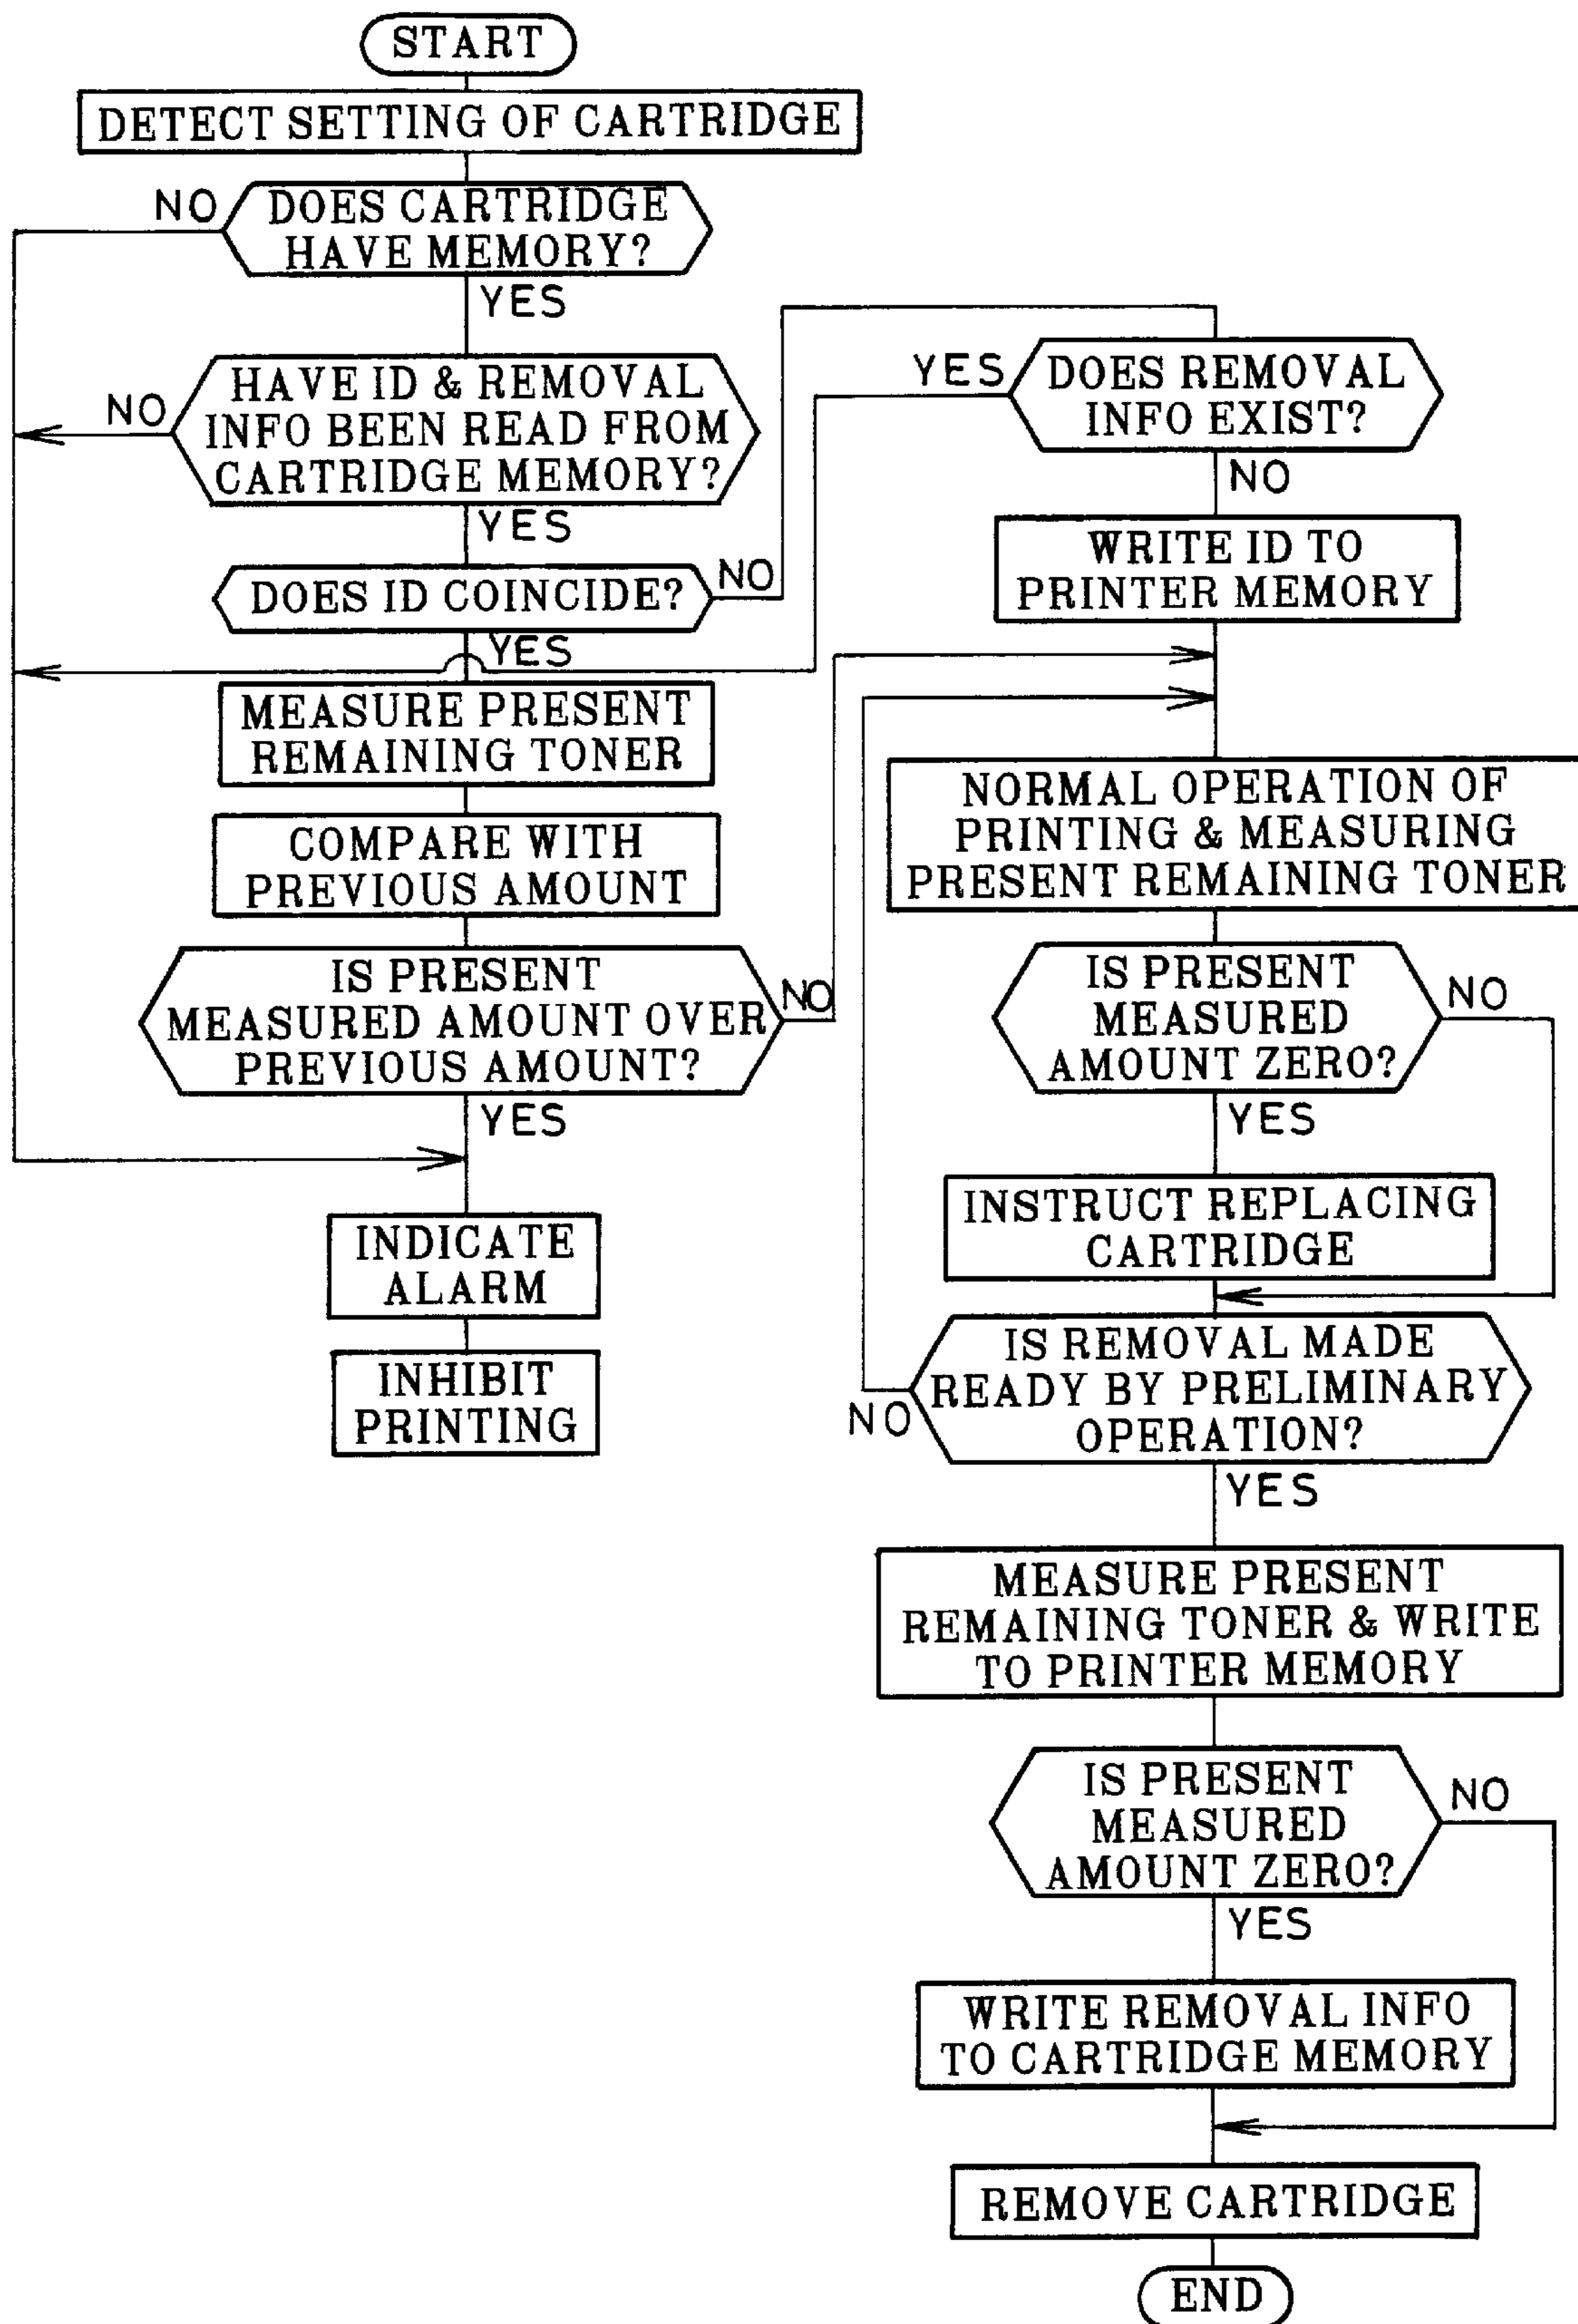 START
DETECT SETTING OF CARTRIDGE
NO
DOES CARTRIDGE
HAVE MEMORY?
YES
NO
HAVE ID & REMOVAL
INFO BEEN READ FROM
CARTRIDGE MEMORY?
YES
DOES ID COINCIDE?
NO
YES
MEASURE PRESENT
REMAINING TONER
COMPARE WITH
PREVIOUS AMOUNT
IS PRESENT
MEASURED AMOUNT OVER
PREVIOUS AMOUNT?
NO
YES
INDICATE
ALARM
INHIBIT
PRINTING
YES
DOES REMOVAL
INFO EXIST?
NO
WRITE ID TO
PRINTER MEMORY
NORMAL OPERATION OF
PRINTING & MEASURING
PRESENT REMAINING TONER
IS PRESENT
MEASURED
AMOUNT ZERO?
NO
YES
INSTRUCT REPLACING
CARTRIDGE
IS REMOVAL MADE
READY BY PRELIMINARY
OPERATION?
NO
YES
MEASURE PRESENT
REMAINING TONER & WRITE
TO PRINTER MEMORY
IS PRESENT
MEASURED
AMOUNT ZERO?
NO
YES
WRITE REMOVAL INFO
TO CARTRIDGE MEMORY
REMOVE CARTRIDGE
END